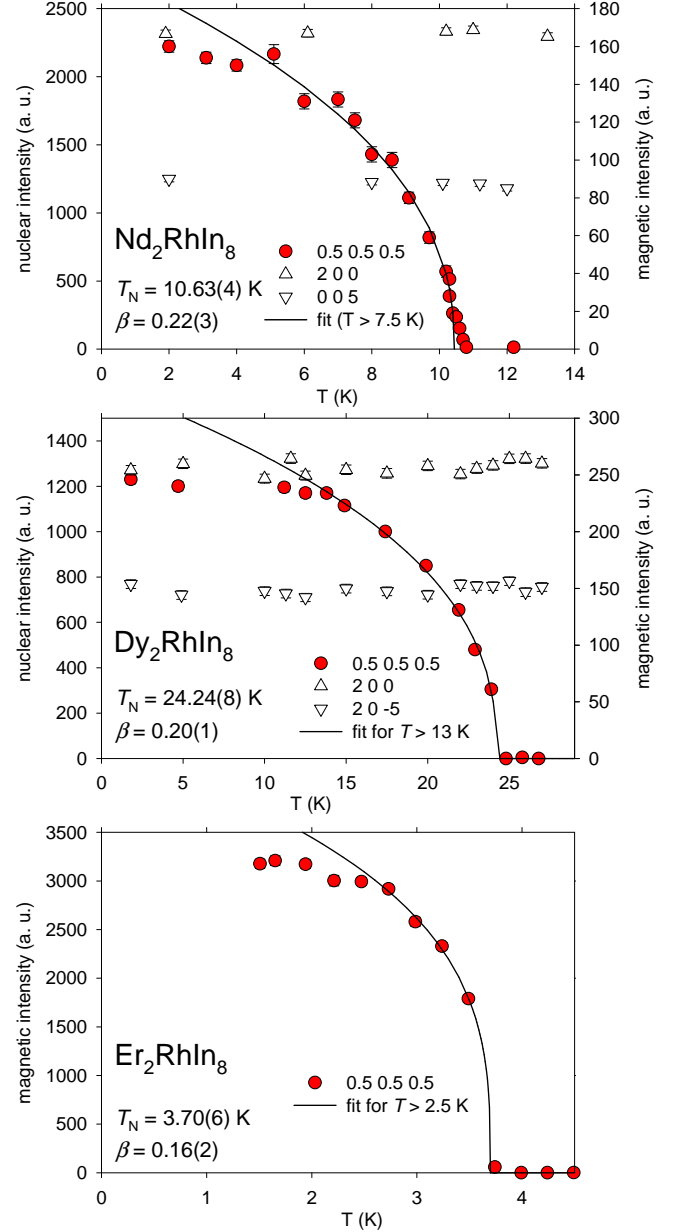 2500
2000
1500
1000
500
0
nuclear intensity (a. u.)
180
160
140
120
100
80
60
40
20
0
magnetic intensity (a. u.)
Nd2RhIn8
TN = 10.63(4) K
β = 0.22(3)
0.5 0.5 0.5
2 0 0
0 0 5
fit (T > 7.5 K)
0 2 4 6 8 10 12 14
T (K)
1400
1200
1000
800
600
400
200
0
nuclear intensity (a. u.)
300
250
200
150
100
50
0
magnetic intensity (a. u.)
Dy2RhIn8
TN = 24.24(8) K
β = 0.20(1)
0.5 0.5 0.5
2 0 0
2 0 -5
fit for T > 13 K
0 5 10 15 20 25
T (K)
0 1 2 3 4
3500
3000
2500
2000
1500
1000
500
0
magnetic intensity (a. u.)
Er2RhIn8
TN = 3.70(6) K
β = 0.16(2)
0.5 0.5 0.5
fit for T > 2.5 K
0 1 2 3 4
T (K)